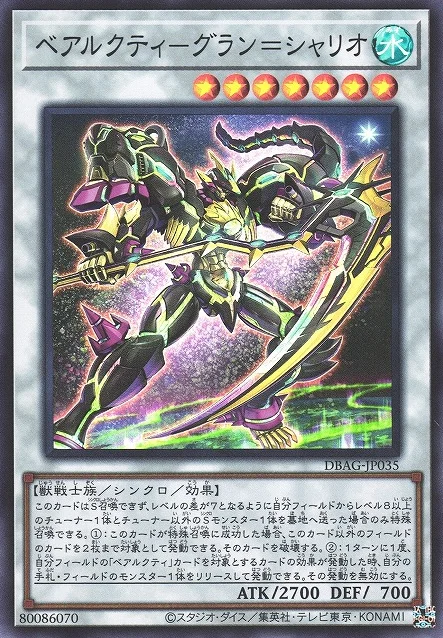 ベアルクティーグラン＝シャリオ
水
DBAG-JP035
【獣戦士族／シンクロ／効果】
このカードはS召喚できず、レベルの差が７となるように自分フィールドからレベル８以上
のチューナー１体とチューナー以外のSモンスター１体を墓地へ送った場合のみ特殊
召喚できる。①：このカードが特殊召喚に成功した場合、このカード以外のフィールド
のカードを２枚まで対象として発動できる。そのカードを破壊する。②：１ターンに１度、
自分フィールドの「ベアルクティ」カードを対象とするカードの効果が発動した時、自分の
手札・フィールドのモンスター１体をリリースして発動できる。その発動を無効にする。
ATK/2700 DEF/ 700
80086070
©スタジオ・ダイス／集英社・テレビ東京・KONAMI